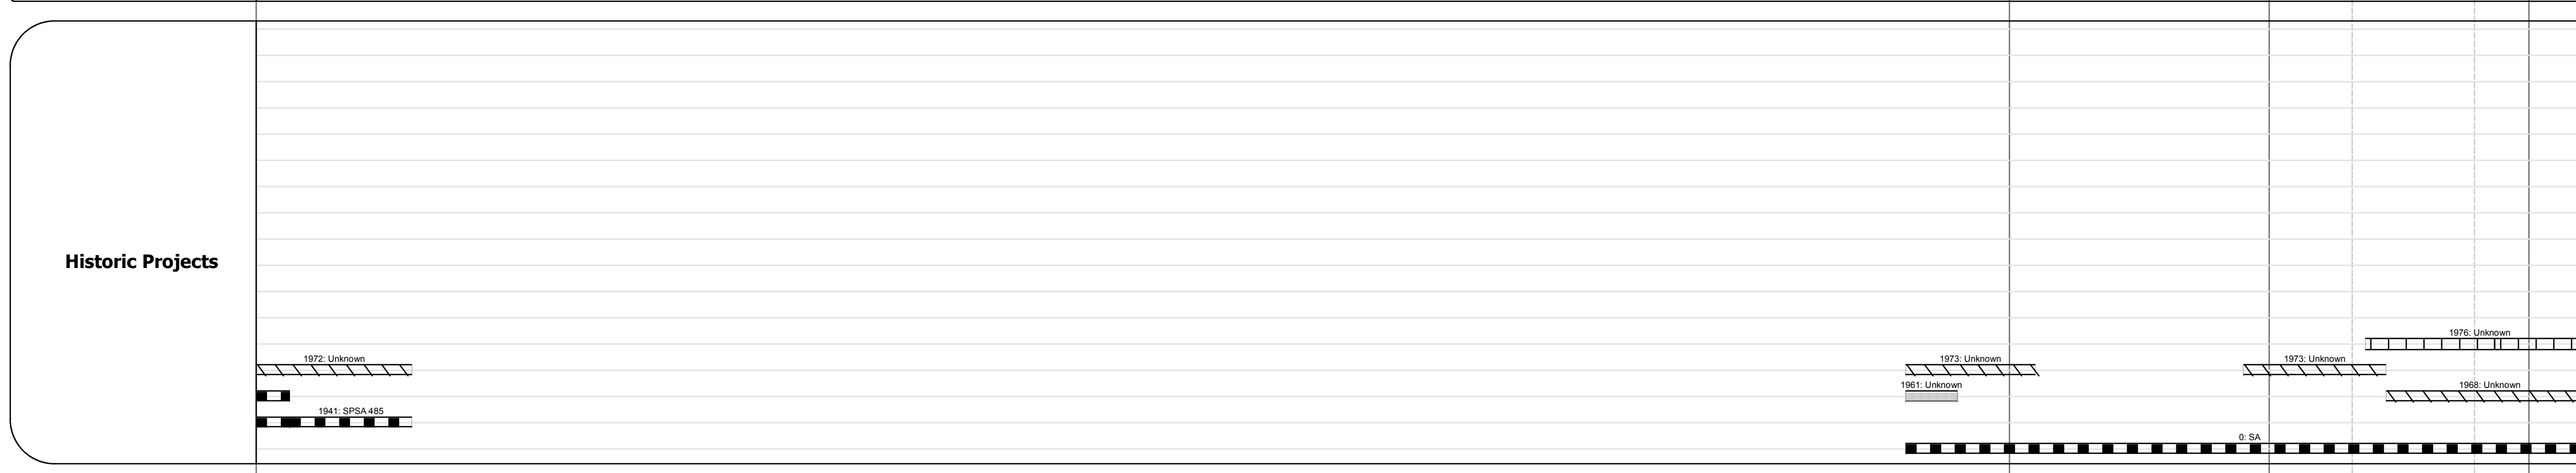 Historic Projects
1976: Unknown
1972: Unknown
1973: Unknown
1973: Unknown
1961: Unknown
1968: Unknown
1941: SPSA 485
0: SA